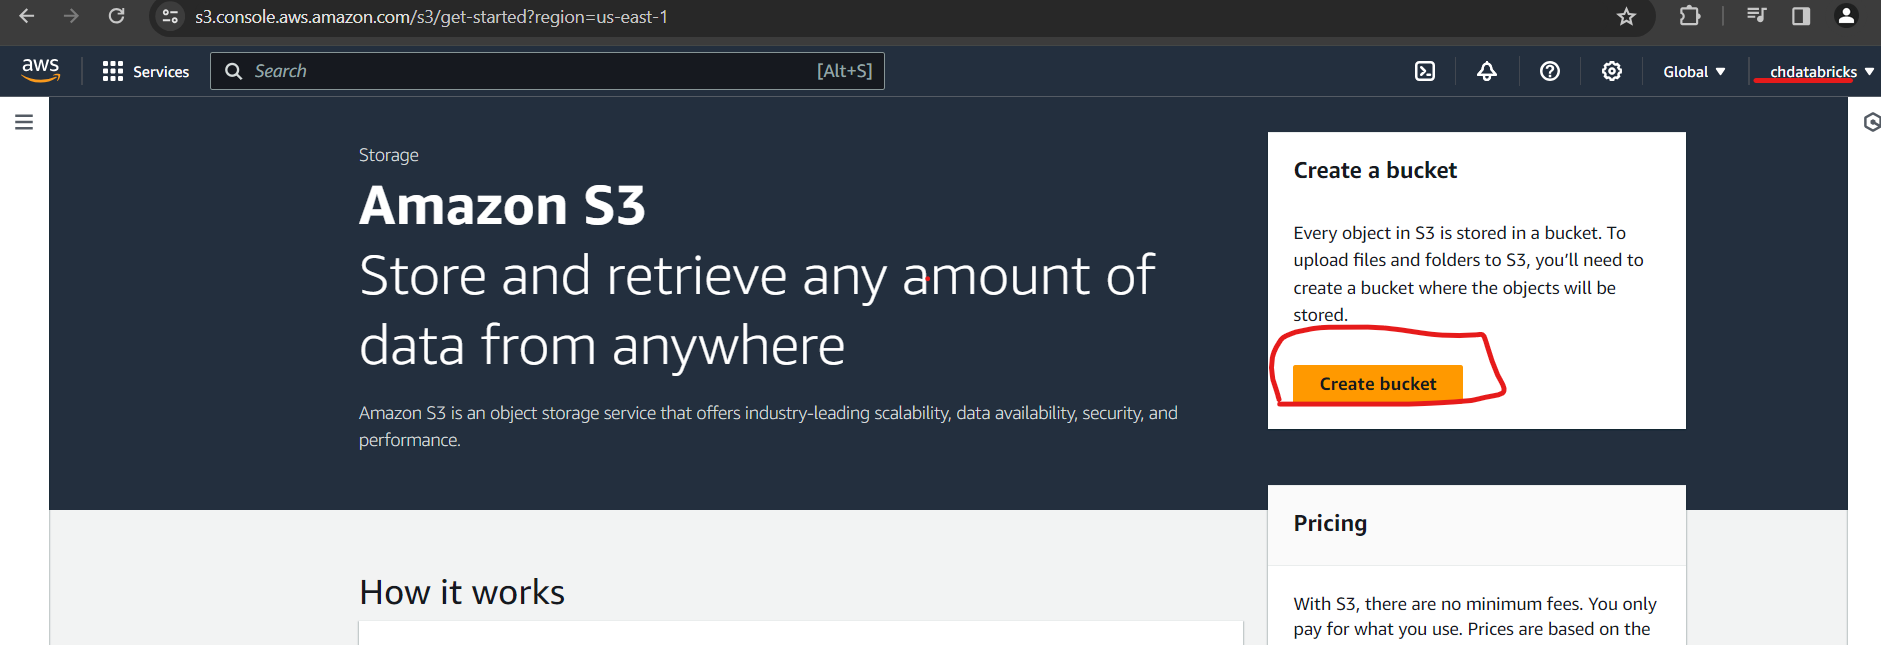 s3.console.aws.amazon.com/s3/get-started?region=us-east-1
aws
Services
Search
[Alt+S]
Global
chdatabricks
Storage
Amazon S3
Store and retrieve any amount of
data from anywhere
Amazon S3 is an object storage service that offers industry-leading scalability, data availability, security, and
performance.
Create a bucket
Every object in S3 is stored in a bucket. To
upload files and folders to S3, you'll need to
create a bucket where the objects will be
stored.
Create bucket
Pricing
With S3, there are no minimum fees. You only
pay for what you use. Prices are based on the
How it works